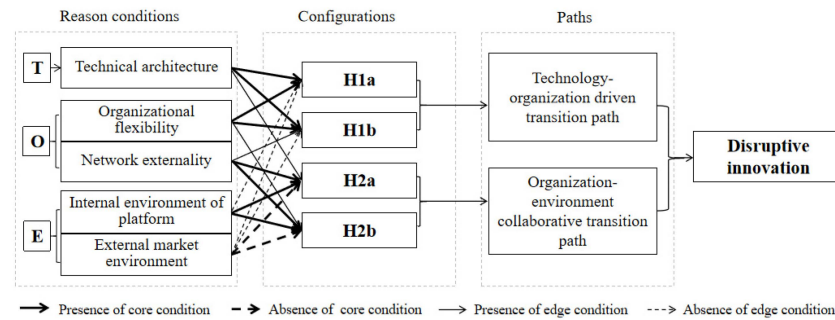 Reason conditions
Configurations
Paths
T
Technical architecture
O
Organizational
flexibility
Network externality
E
Internal environment of
platform
External market
environment
H1a
H1b
H2a
H2b
Technology-
organization driven
transition path
Organization-
environment
collaborative transition
path
Disruptive
innovation
Presence of core condition
Absence of core condition
Presence of edge condition
Absence of edge condition